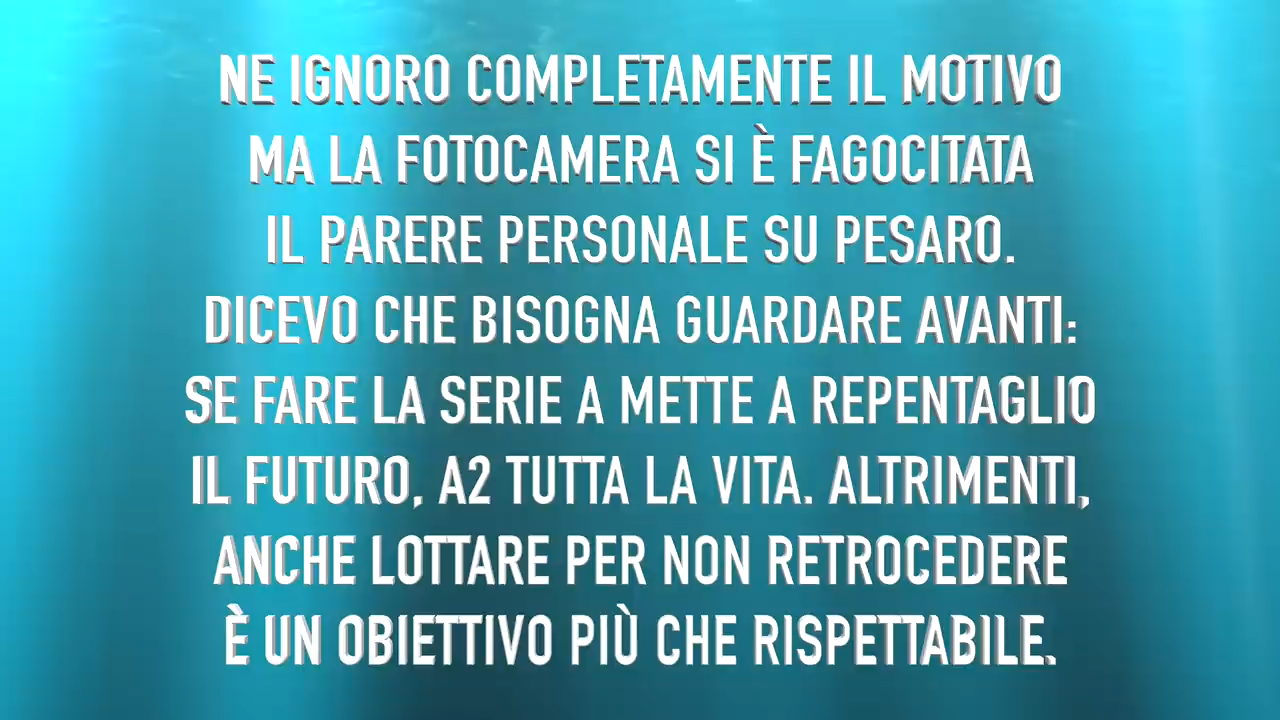 NE IGNORO COMPLETAMENTE IL MOTIVO
MA LA FOTOCAMERA SI È FAGOCITATA
IL PARERE PERSONALE SU PESARO.
DICEVO CHE BISOGNA GUARDARE AVANTI:
SE FARE LA SERIE A METTE A REPENTAGLIO
IL FUTURO, A2 TUTTA LA VITA. ALTRIMENTI,
ANCHE LOTTARE PER NON RETROCEDERE
È UN OBIETTIVO PIÙ CHE RISPETTABILE.